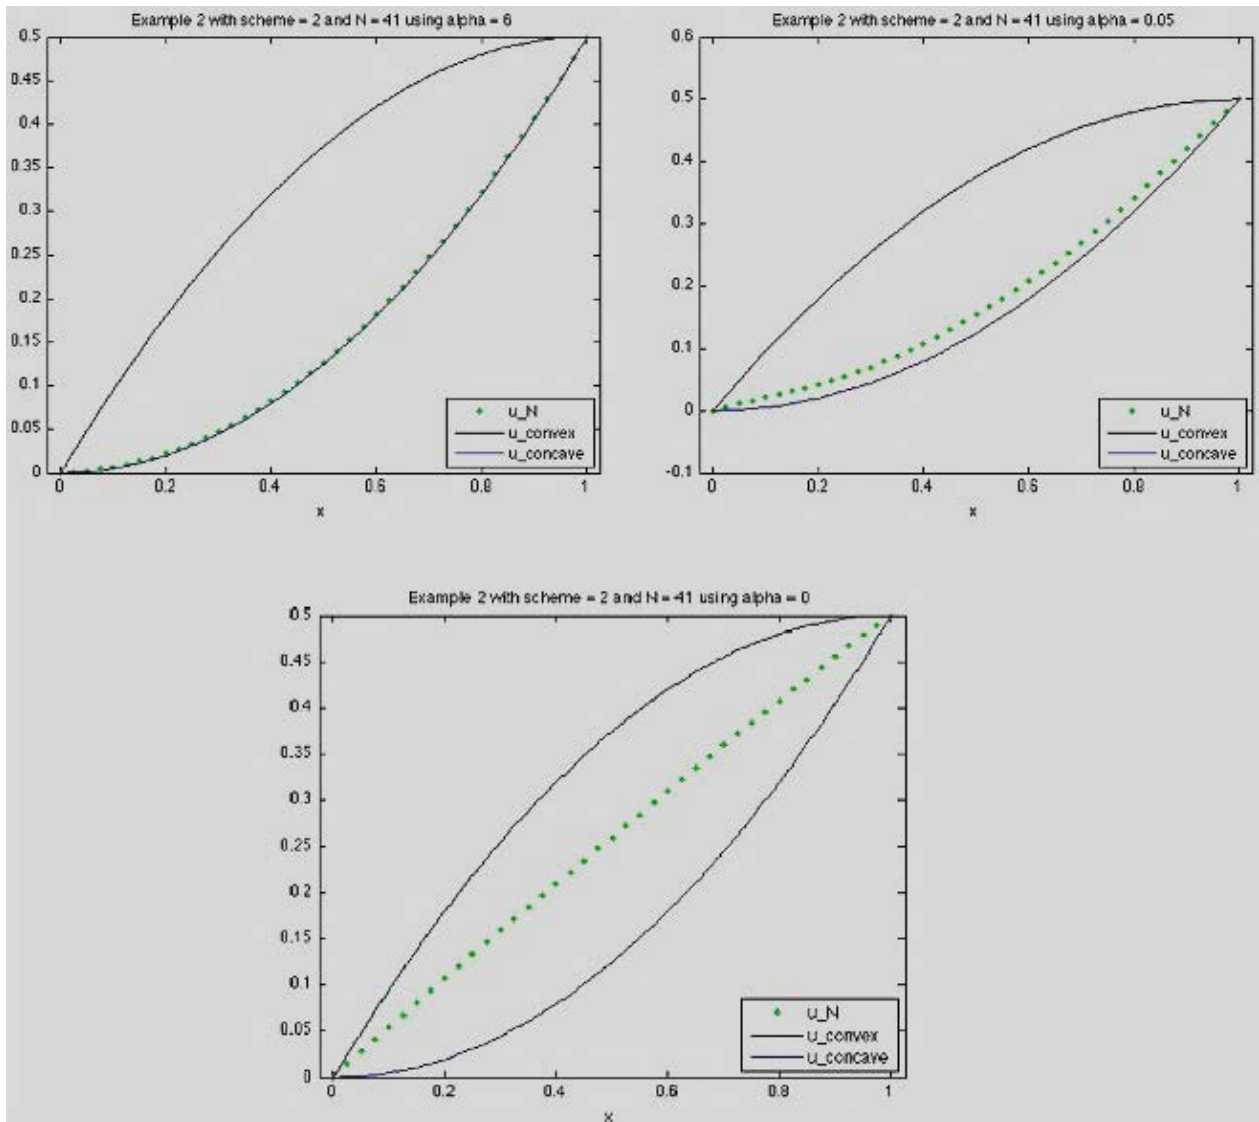 Example 2 with scheme = 2 and N = 41 using alpha = 6
0.5
0.45
0.4
0.35
0.3
0.25
0.2
0.15
0.1
0.05
0
0 0.2 0.4 0.6 0.8 1
x
u_N
u_convex
u_concave
Example 2 with scheme = 2 and N = 41 using alpha = 0.05
0.6
0.5
0.4
0.3
0.2
0.1
0
-0.1
0 0.2 0.4 0.6 0.8 1
x
u_N
u_convex
u_concave
Example 2 with scheme = 2 and N = 41 using alpha = 0
0.5
0.45
0.4
0.35
0.3
0.25
0.2
0.15
0.1
0.05
0
0 0.2 0.4 0.6 0.8 1
x
u_N
u_convex
u_concave